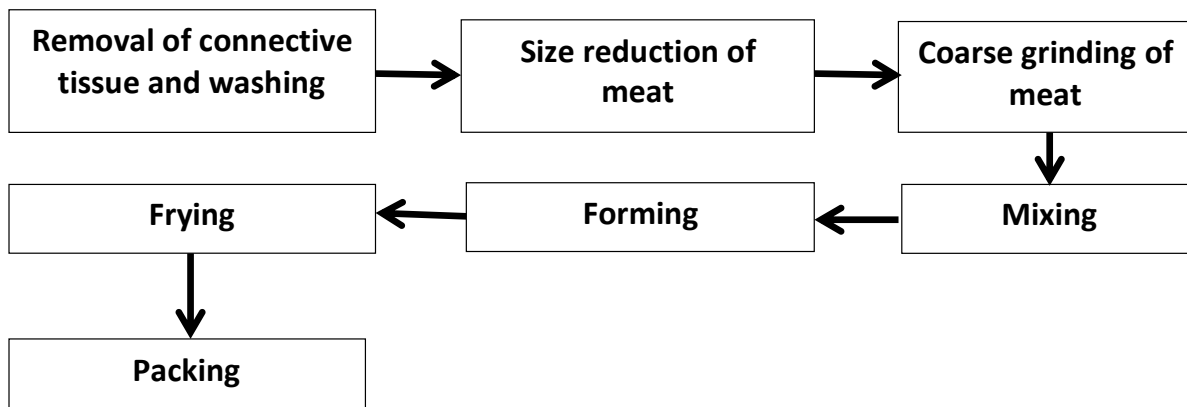 Removal of connective
tissue and washing
Size reduction of
meat
Coarse grinding of
meat
Mixing
Forming
Frying
Packing